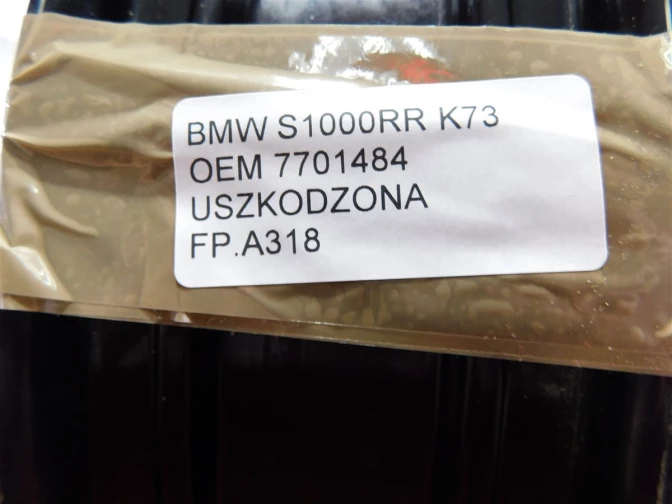 BMW S1000RR K73
OEM 7701484
USZKODZONA
FP.A318